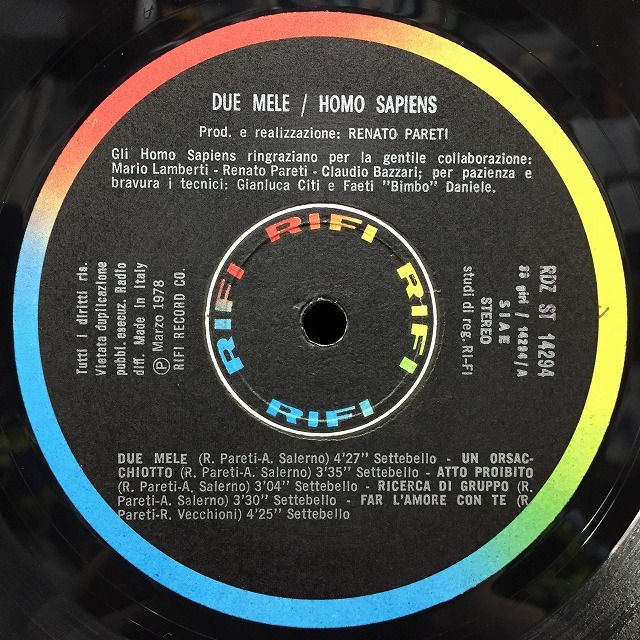 DUE MELE / HOMO SAPIENS
Prod. e realizzazione: RENATO PARETI
Gli Homo Sapiens ringraziano per la gentile collaborazione:
Mario Lamberti - Renato Pareti - Claudio Bazzari; per pazienza e
bravura i tecnici: Gianluca Citi e Faeti "Bimbo" Daniele.
Tutti i diritti ris.
Vietata duplicazione
pubbl. esecuz. Radio
diff. Made in Italy
Ⓟ Marzo 1978
RIFI RECORD CO.
RIFI RIFI RIFI RIFI RIFI
RDZ ST 14294
33 giri / 14294/A
S I A E
STEREO
studi di reg. RI-FI
DUE MELE (R. Pareti-A. Salerno) 4'27'' Settebello - UN ORSAC-
CHIOTTO (R. Pareti-A. Salerno) 3'35'' Settebello - ATTO PROIBITO
(R. Pareti-A, Salerno) 3'04'' Settebello - RICERCA DI GRUPPO (R.
Pareti-A, Salerno) 3'30'' Settebello - FAR L'AMORE CON TE (R
Pareti-R. Vecchioni) 4'25'' Settebello